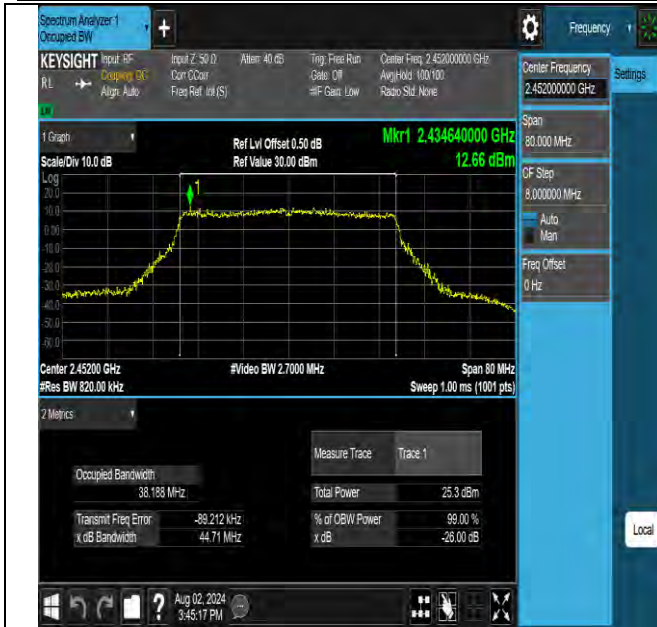 Spectrum Analyzer 1
Occupied BW
+
Frequency
KEYSIGHT
RL
Input: RF
Coupling: DC
Align: Auto
Input Z: 50 Ω
Corr CCorr
Freq Ref: Int (S)
Atten: 40 dB
Trig: Free Run
Gate: Off
#IF Gain: Low
Center Freq: 2.452000000 GHz
Avg|Hold: 100/100
Radio Std: None
Center Frequency
2.452000000 GHz
Settings
Span
80.000 MHz
CF Step
8.000000 MHz
Auto
Man
Freq Offset
0 Hz
Local
1 Graph
Scale/Div 10.0 dB
Ref Lvl Offset 0.50 dB
Ref Value 30.00 dBm
Mkr1 2.434640000 GHz
12.66 dBm
Log
20.0
10.0
0.00
-10.0
-20.0
-30.0
-40.0
-50.0
-60.0
1
Center 2.45200 GHz
#Res BW 820.00 kHz
#Video BW 2.7000 MHz
Span 80 MHz
Sweep 1.00 ms (1001 pts)
2 Metrics
Occupied Bandwidth
38.188 MHz
Transmit Freq Error -89.212 kHz
x dB Bandwidth 44.71 MHz
Measure Trace Trace 1
Total Power 25.3 dBm
% of OBW Power 99.00 %
x dB -26.00 dB
?
Aug 02, 2024
3:45:17 PM